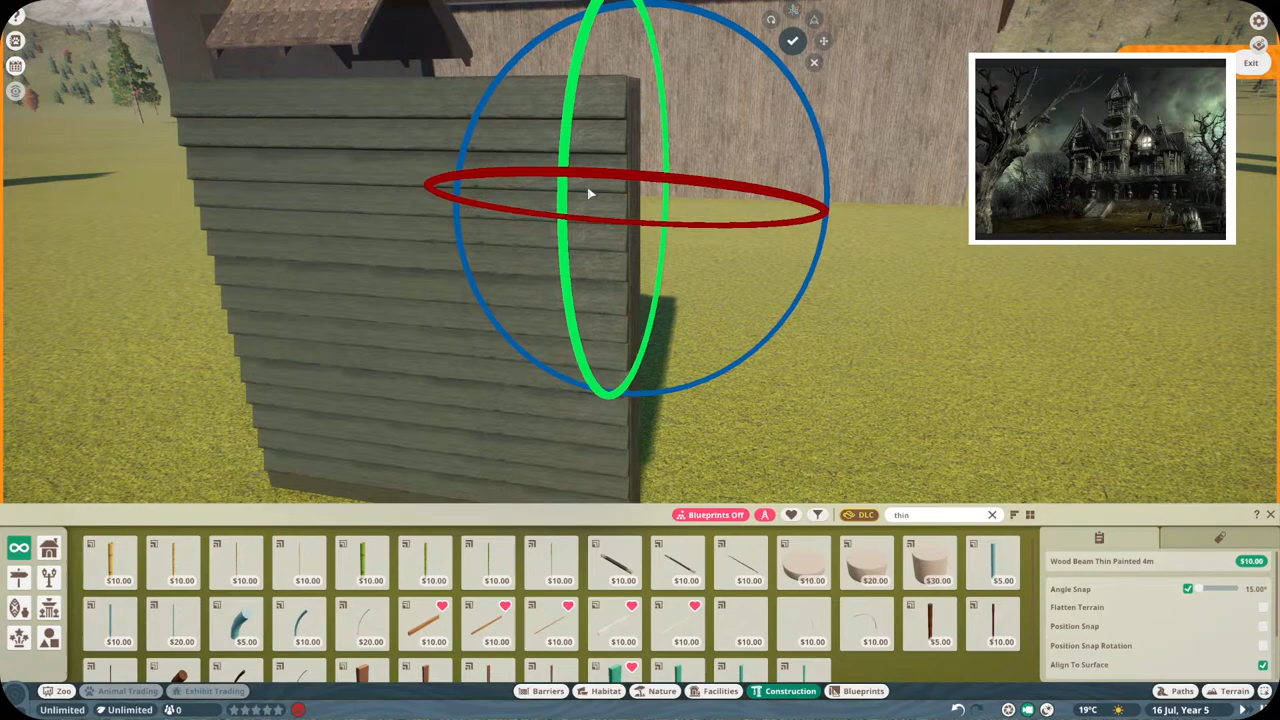 Exit
Blueprints Off
DLC
thin
$10.00 $10.00 $10.00 $10.00 $10.00 $10.00 $10.00 $10.00 $10.00 $10.00 $10.00 $10.00 $20.00 $30.00 $5.00
$10.00 $20.00 $5.00 $10.00 $20.00 $10.00 $10.00 $10.00 $10.00 $10.00 $10.00 $10.00 $10.00 $5.00 $10.00
Wood Beam Thin Painted 4m $10.00
Angle Snap 15.00°
Flatten Terrain
Position Snap
Position Snap Rotation
Align To Surface
Zoo Animal Trading Exhibit Trading Barriers Habitat Nature Facilities Construction Blueprints Paths Terrain
Unlimited Unlimited 0 19°C 16 Jul, Year 5